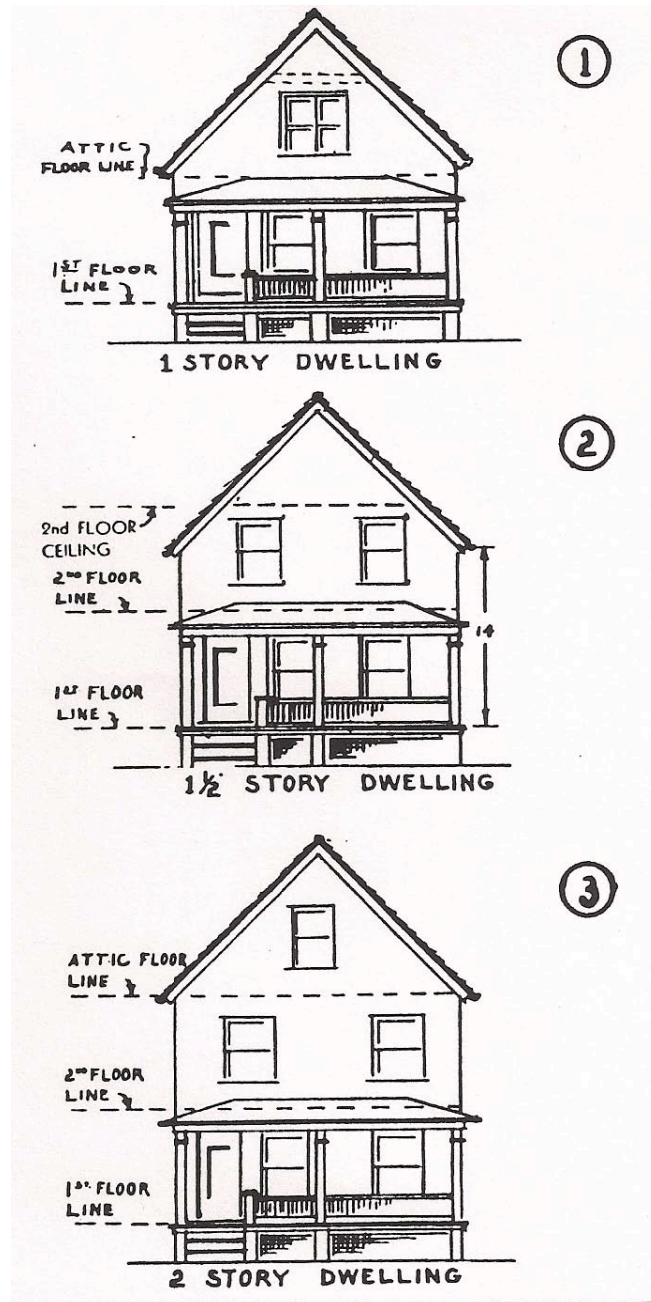 1
ATTIC
FLOOR LINE
1ST FLOOR
LINE
1 STORY DWELLING
2
2nd FLOOR
CEILING
2ND FLOOR
LINE
14
1ST FLOOR
LINE
1½ STORY DWELLING
3
ATTIC FLOOR
LINE
2ND FLOOR
LINE
1ST FLOOR
LINE
2 STORY DWELLING